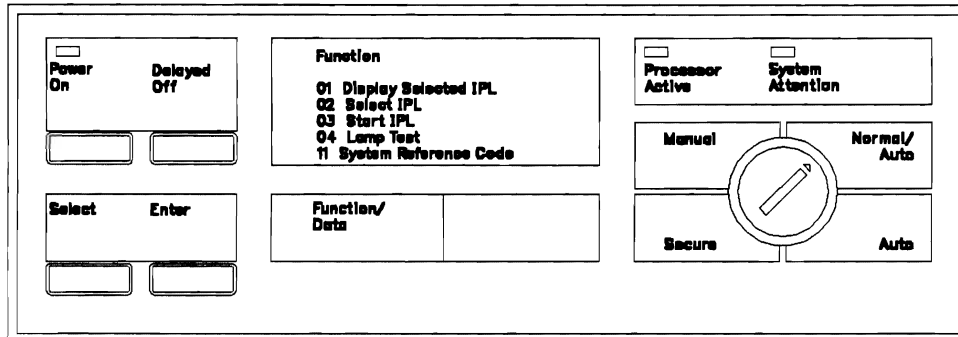 Power
On
Delayed
Off
Function
01 Display Selected IPL
02 Select IPL
03 Start IPL
04 Lamp Test
11 System Reference Code
Processor
Active
System
Attention
Manual
Normal/
Auto
Select
Enter
Function/
Data
Secure
Auto